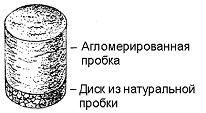 – Агломерированная
пробка
– Диск из натуральной
пробки